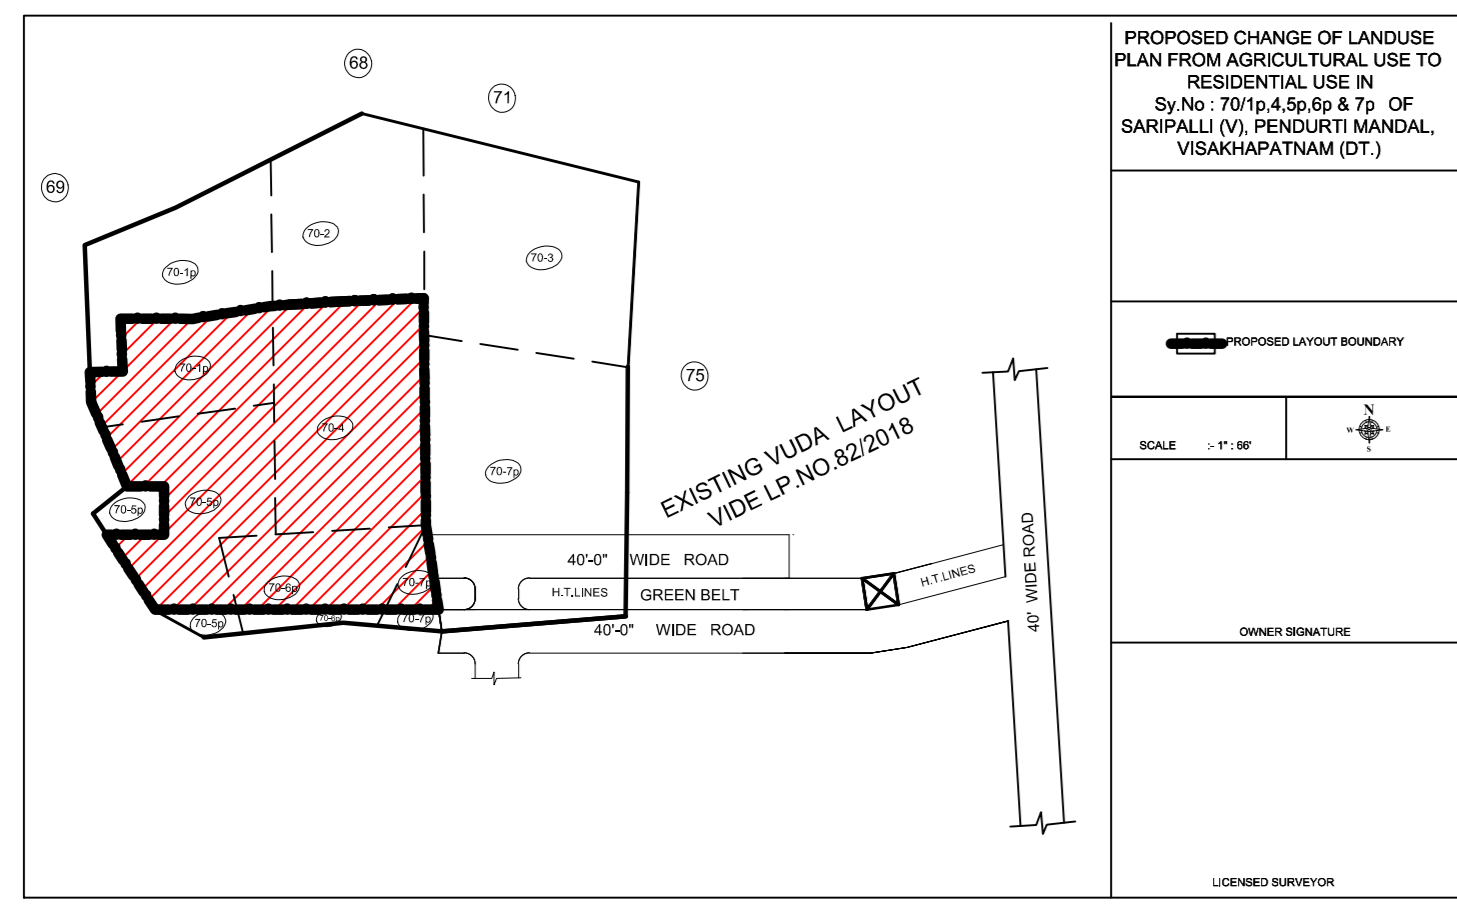 PROPOSED CHANGE OF LANDUSE
PLAN FROM AGRICULTURAL USE TO
RESIDENTIAL USE IN
Sy.No : 70/1p,4,5p,6p & 7p OF
SARIPALLI (V), PENDURTI MANDAL,
VISAKHAPATNAM (DT.)
68
71
69
70-2
70-3
70-1p
PROPOSED LAYOUT BOUNDARY
70-1p
75
70-4
EXISTING VUDA LAYOUT
VIDE LP.NO.82/2018
N
W
E
S
SCALE :- 1" : 66'
70-7p
70-5p
70-5p
40'-0" WIDE ROAD
H.T.LINES
40' WIDE ROAD
70-6p
70-7p
H.T.LINES
GREEN BELT
70-5p
70-6p
70-7p
40'-0" WIDE ROAD
OWNER SIGNATURE
LICENSED SURVEYOR